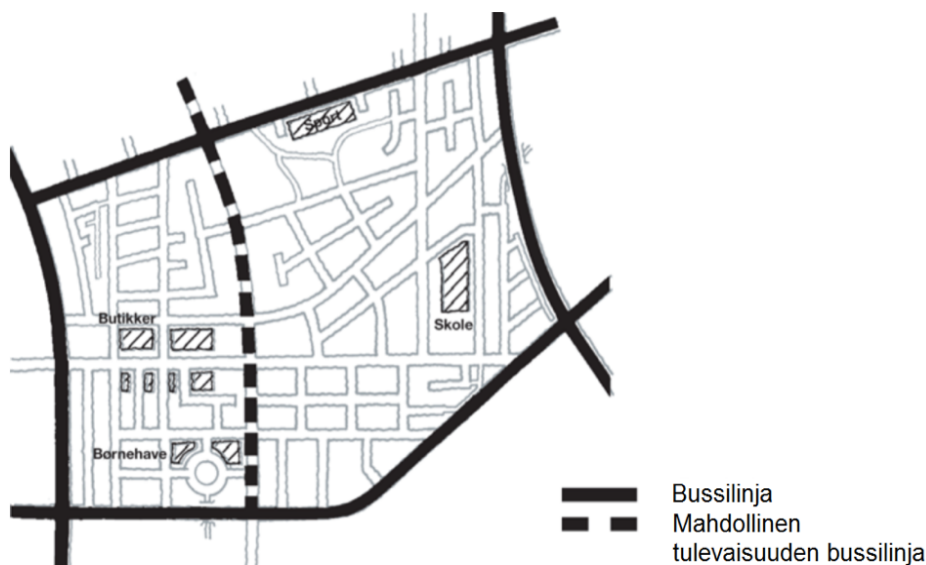 Sport
Butikker
Skole
Børnehave
Bussilinja
Mahdollinen
tulevaisuuden bussilinja